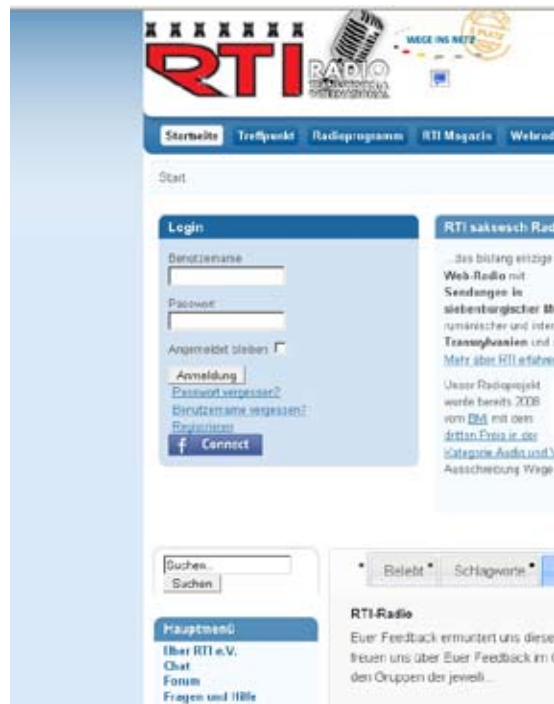 RTI
RADIO
WEGE INS NETZ
Startseite Treffpunkt Radioprogramm RTI Magazin
Start
Login
Benutzername
Passwort
Angemeldet bleiben
Anmeldung
Passwort vergessen?
Benutzername vergessen?
Registrieren
f Connect
RTI saksesch Rad
...das bislang einzige
Web-Radio mit
Sendungen in
siebenbürgischer
rumänischer und
Transsylvanien und
Mehr über RTI erfahre
Unser Radioprojekt
wurde bereits 2008
vom BMI mit dem
dritten Preis in der
Kategorie Audio und
Ausschreibung Wege
Suchen...
Suchen
Beliebt Schlagworte
Hauptmenü
Über RTI e.V.
Chat
Forum
Fragen und Hilfe
RTI-Radio
Euer Feedback ermuntert uns diese
freuen uns über Euer Feedback im
den Gruppen der jeweili...